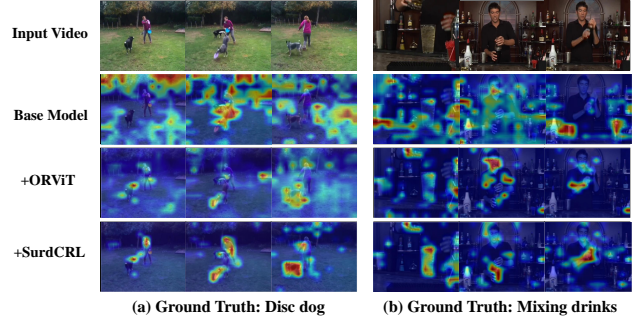 Input Video
Base Model
+ORViT
+SurdCRL
(a) Ground Truth: Disc dog
(b) Ground Truth: Mixing drinks